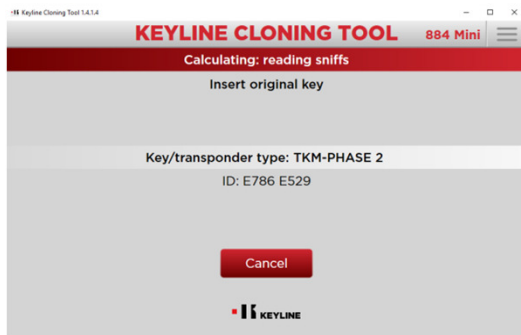 Keyline Cloning Tool 1.4.1.4
KEYLINE CLONING TOOL 884 Mini
Calculating: reading sniffs
Insert original key
Key/transponder type: TKM-PHASE 2
ID: E786 E529
Cancel
KEYLINE